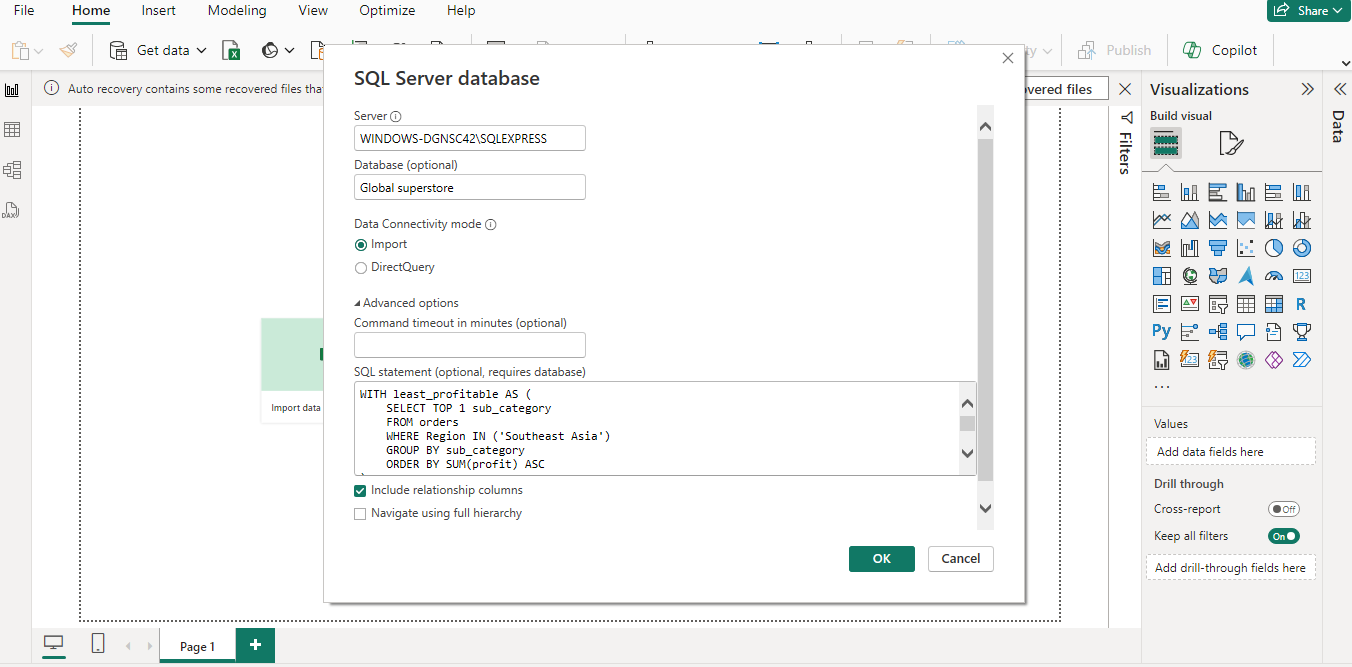 File Home Insert Modeling View Optimize Help Share
Get data Publish Copilot
Auto recovery contains some recovered files
vered files
SQL Server database
Server
WINDOWS-DGNSC42\SQLEXPRESS
Database (optional)
Global superstore
Data Connectivity mode
Import
DirectQuery
Advanced options
Command timeout in minutes (optional)
SQL statement (optional, requires database)
WITH least_profitable AS (
SELECT TOP 1 sub_category
FROM orders
WHERE Region IN ('Southeast Asia')
GROUP BY sub_category
ORDER BY SUM(profit) ASC
Include relationship columns
Navigate using full hierarchy
OK Cancel
Import data
Page 1
Filters
Visualizations
Build visual
123
R
Py
123
Values
Add data fields here
Drill through
Cross-report Off
Keep all filters On
Add drill-through fields here
Data
DAX